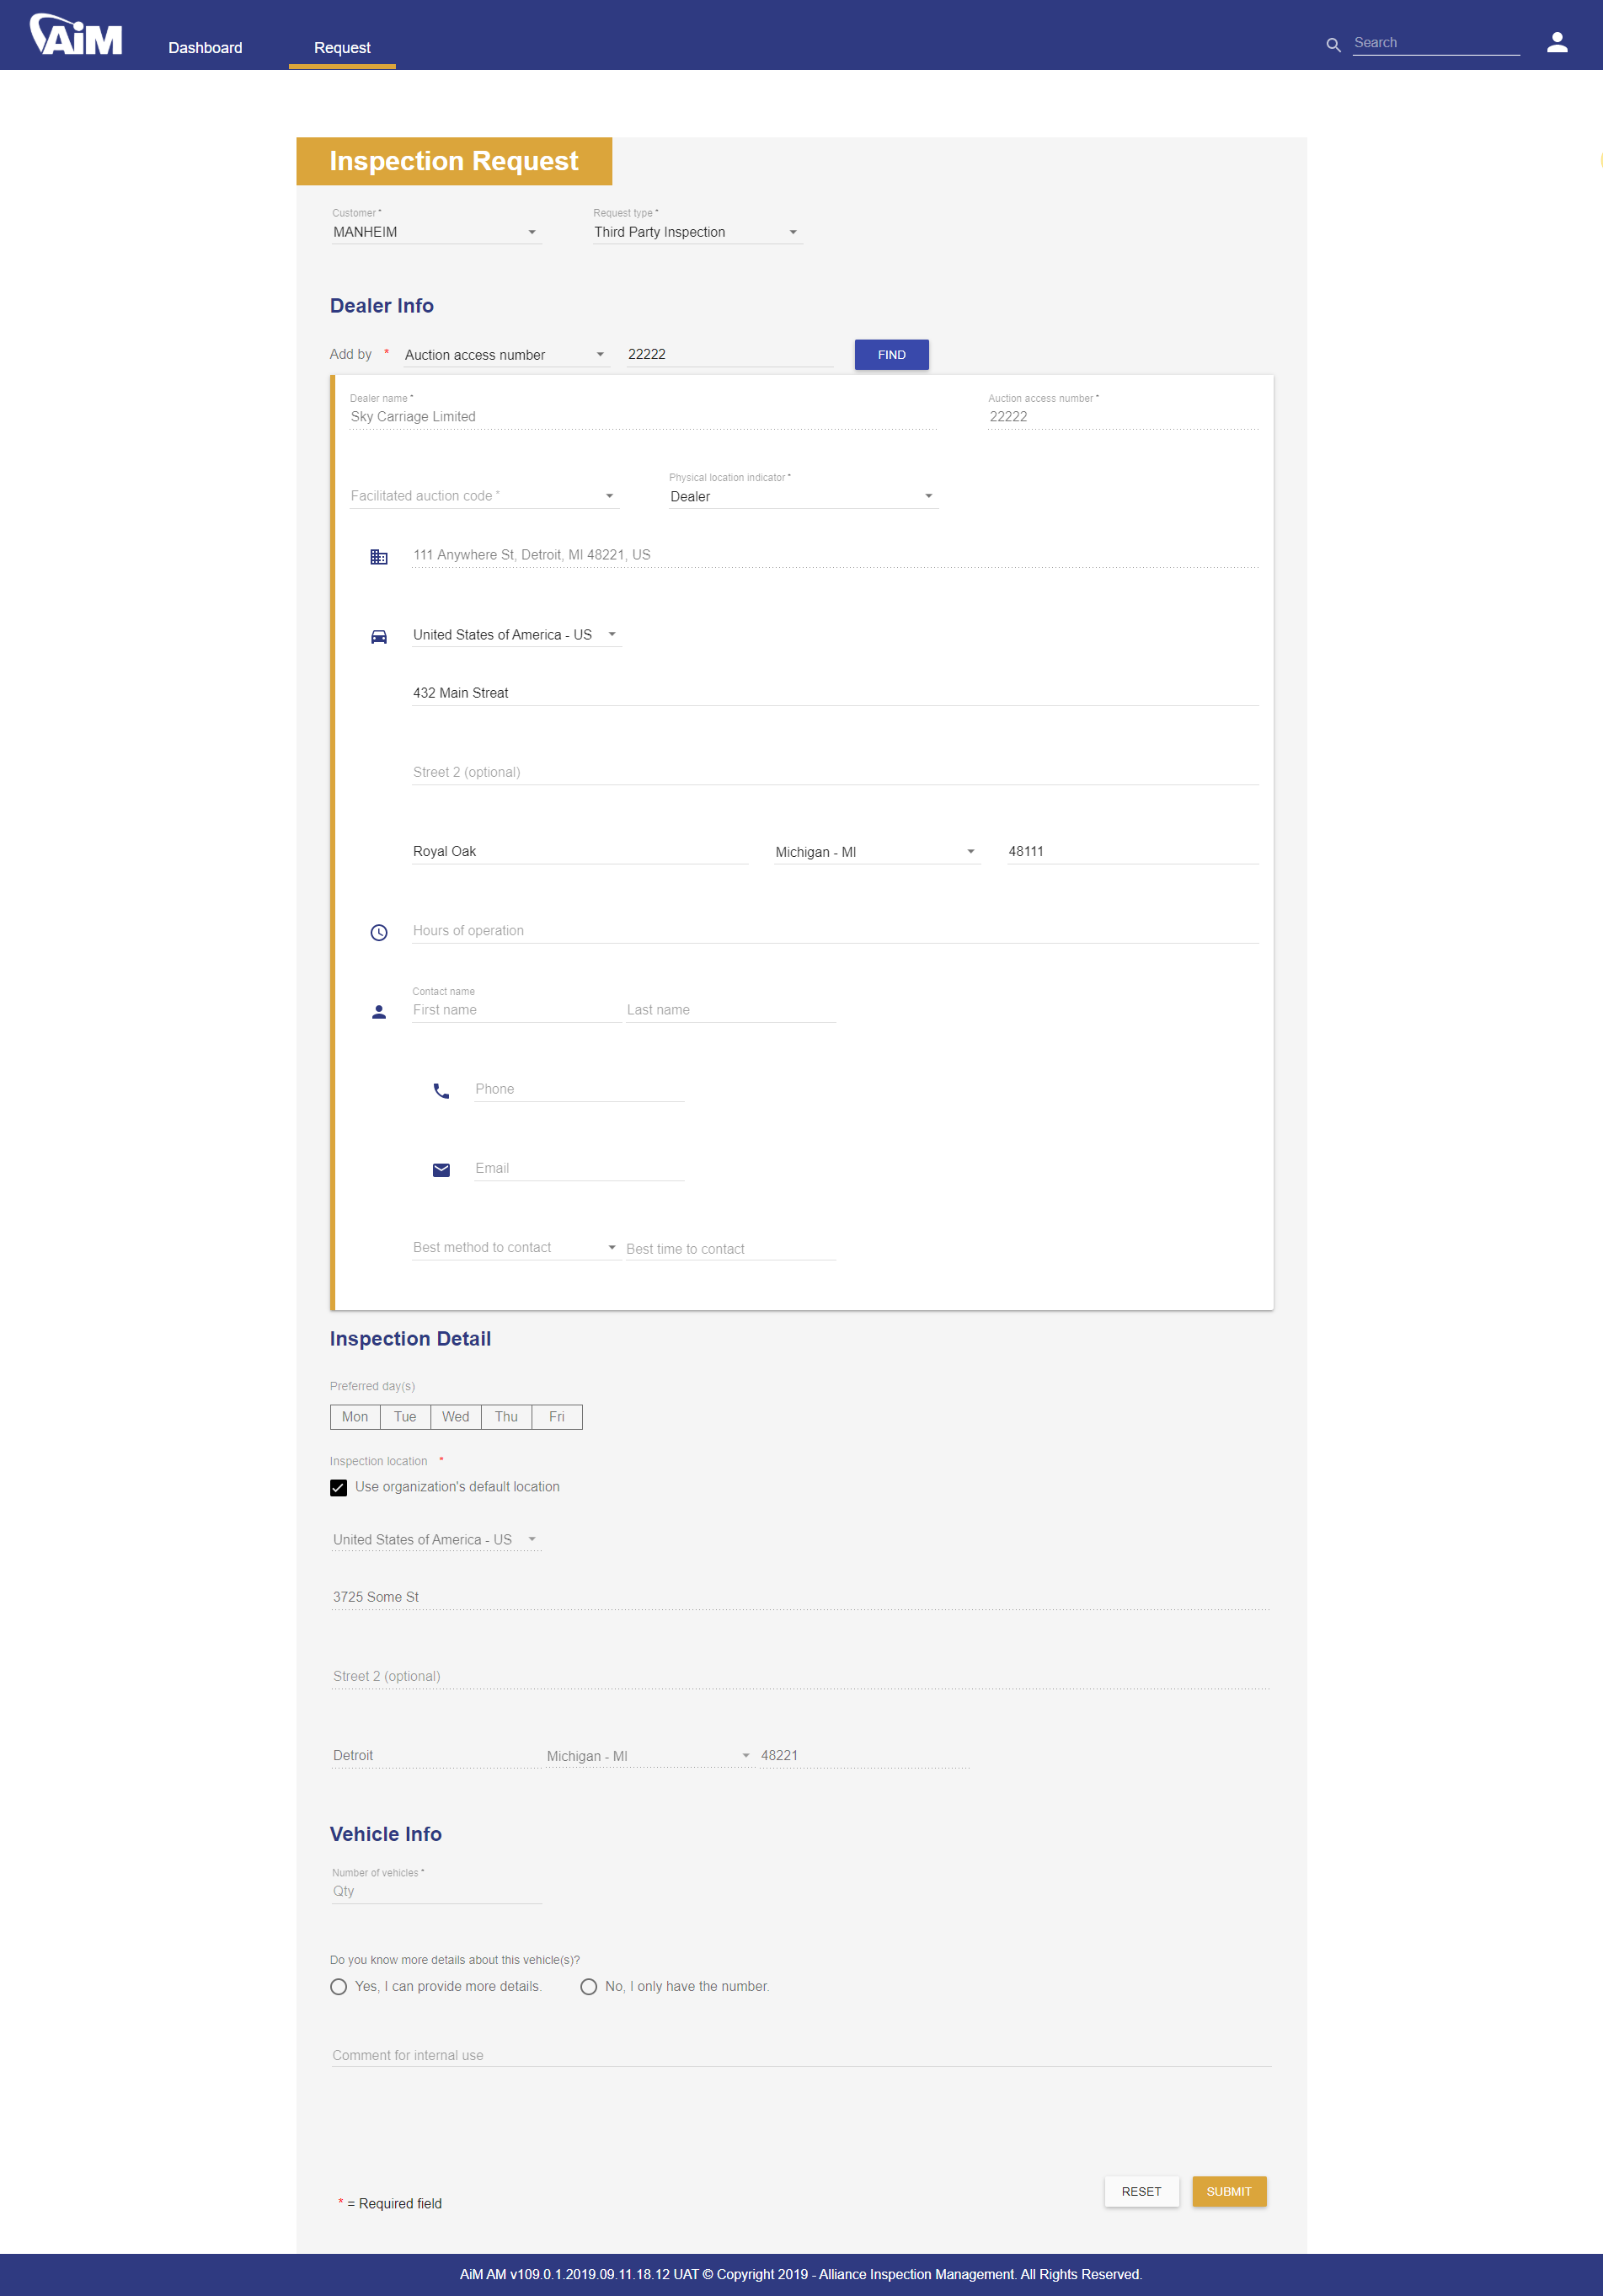 AiM
Dashboard Request Search
Inspection Request
Customer * Request type *
MANHEIM Third Party Inspection
Dealer Info
Add by * Auction access number 22222 FIND
Dealer name * Auction access number *
Sky Carriage Limited 22222
Physical location indicator *
Facilitated auction code * Dealer
111 Anywhere St, Detroit, MI 48221, US
United States of America - US
432 Main Streat
Street 2 (optional)
Royal Oak Michigan - MI 48111
Hours of operation
Contact name
First name Last name
Phone
Email
Best method to contact Best time to contact
Inspection Detail
Preferred day(s)
Mon Tue Wed Thu Fri
Inspection location *
Use organization's default location
United States of America - US
3725 Some St
Street 2 (optional)
Detroit Michigan - MI 48221
Vehicle Info
Number of vehicles *
Qty
Do you know more details about this vehicle(s)?
Yes, I can provide more details. No, I only have the number.
Comment for internal use
RESET SUBMIT
* = Required field
AiM AM v109.0.1.2019.09.11.18.12 UAT © Copyright 2019 - Alliance Inspection Management. All Rights Reserved.